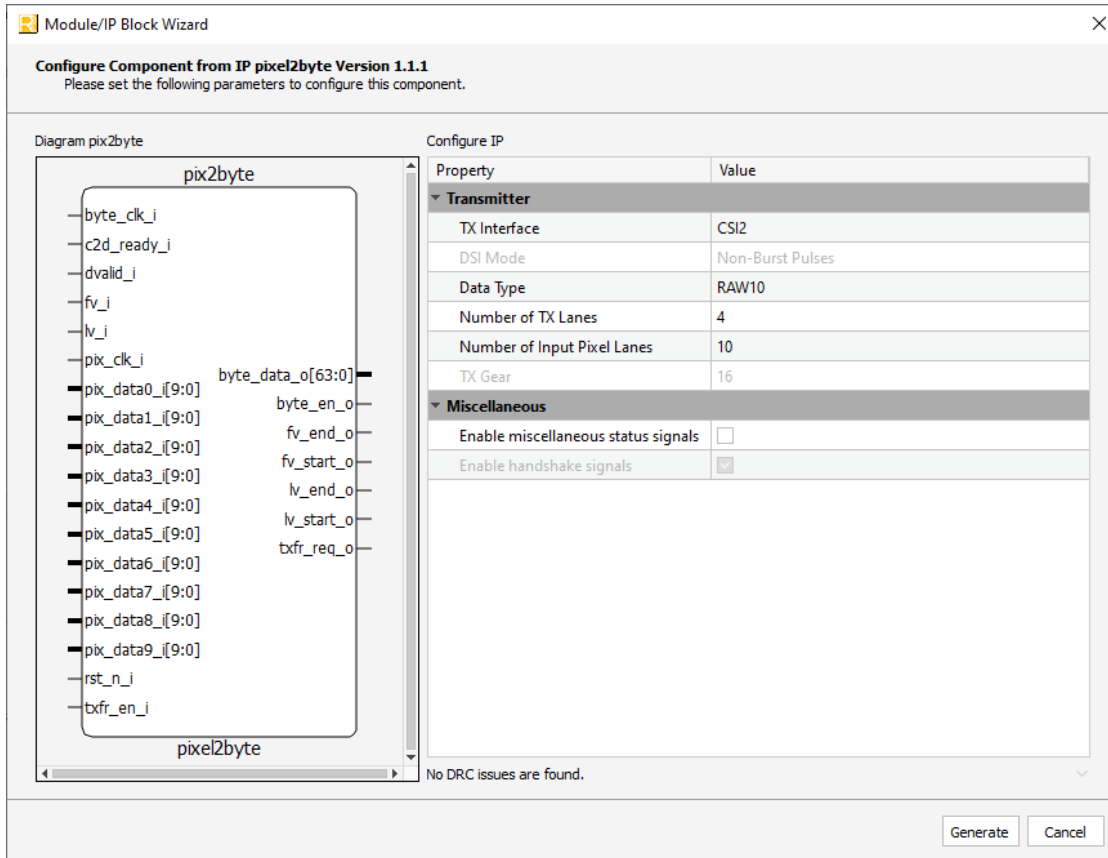 Module/IP Block Wizard
Configure Component from IP pixel2byte Version 1.1.1
Please set the following parameters to configure this component.
Diagram pix2byte
pix2byte
byte_clk_i
c2d_ready_i
dvalid_i
fv_i
lv_i
pix_clk_i
pix_data0_i[9:0]
pix_data1_i[9:0]
pix_data2_i[9:0]
pix_data3_i[9:0]
pix_data4_i[9:0]
pix_data5_i[9:0]
pix_data6_i[9:0]
pix_data7_i[9:0]
pix_data8_i[9:0]
pix_data9_i[9:0]
rst_n_i
txfr_en_i
byte_data_o[63:0]
byte_en_o
fv_end_o
fv_start_o
lv_end_o
lv_start_o
txfr_req_o
pixel2byte
Configure IP
Property Value
Transmitter
TX Interface CSI2
DSI Mode Non-Burst Pulses
Data Type RAW10
Number of TX Lanes 4
Number of Input Pixel Lanes 10
TX Gear 16
Miscellaneous
Enable miscellaneous status signals
Enable handshake signals
No DRC issues are found.
Generate Cancel